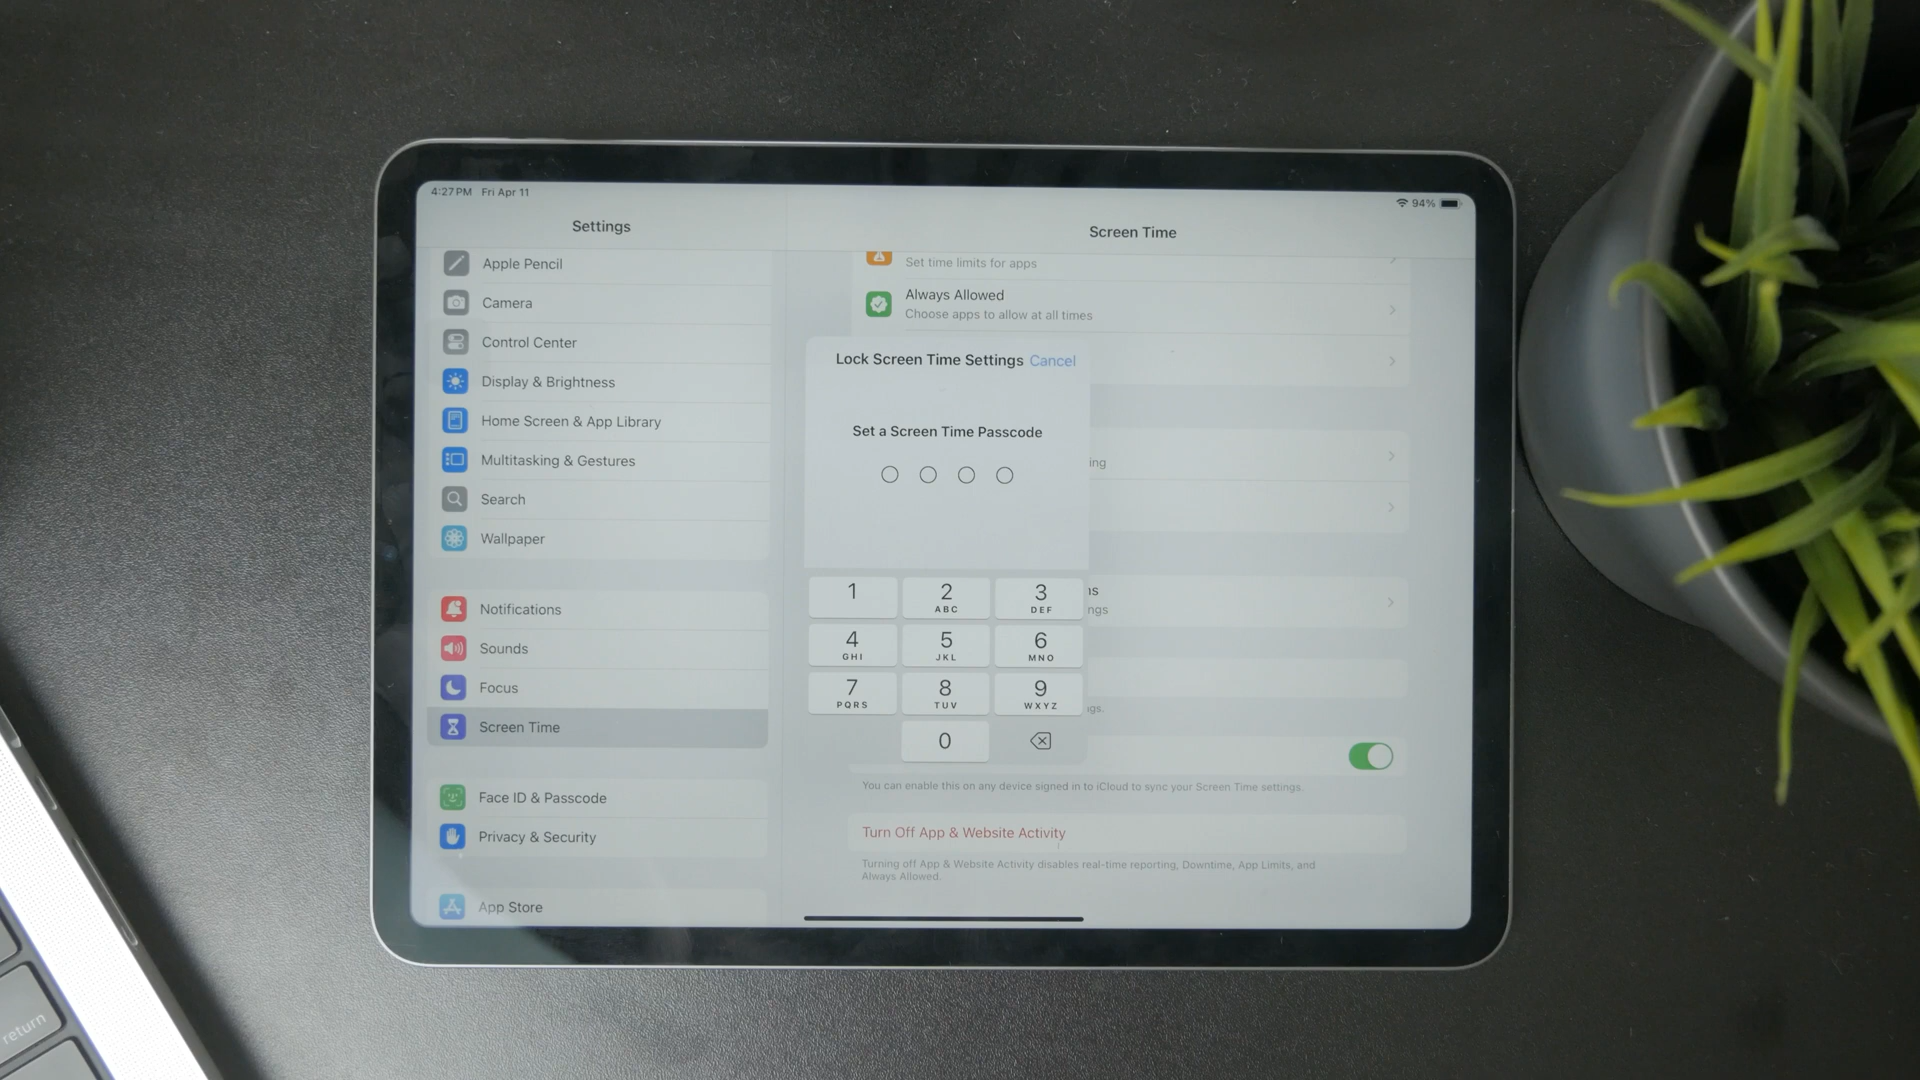 4:27 PM Fri Apr 11
94%
Settings
Apple Pencil
Camera
Control Center
Display & Brightness
Home Screen & App Library
Multitasking & Gestures
Search
Wallpaper
Notifications
Sounds
Focus
Screen Time
Face ID & Passcode
Privacy & Security
App Store
Screen Time
Set time limits for apps
Always Allowed
Choose apps to allow at all times
Lock Screen Time Settings Cancel
Set a Screen Time Passcode
ing
1 2 3
ABC DEF
4 5 6
GHI JKL MNO
7 8 9
PQRS TUV WXYZ
0
ns
ngs
ngs.
You can enable this on any device signed in to iCloud to sync your Screen Time settings.
Turn Off App & Website Activity
Turning off App & Website Activity disables real-time reporting, Downtime, App Limits, and
Always Allowed.
return